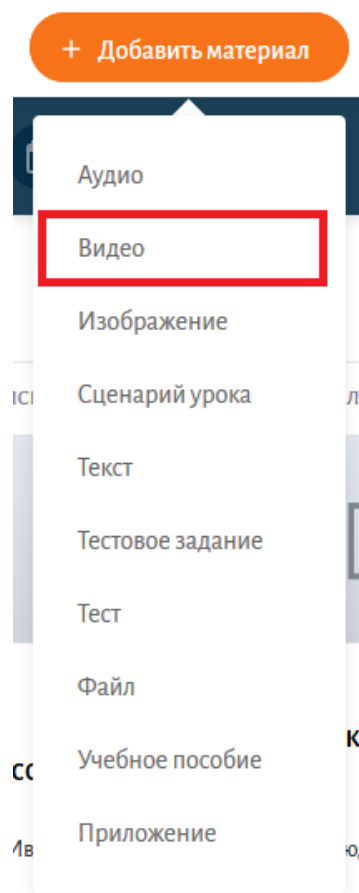 + Добавить материал
Аудио
Видео
Изображение
Сценарий урока
Текст
Тестовое задание
Тест
Файл
Учебное пособие
Приложение